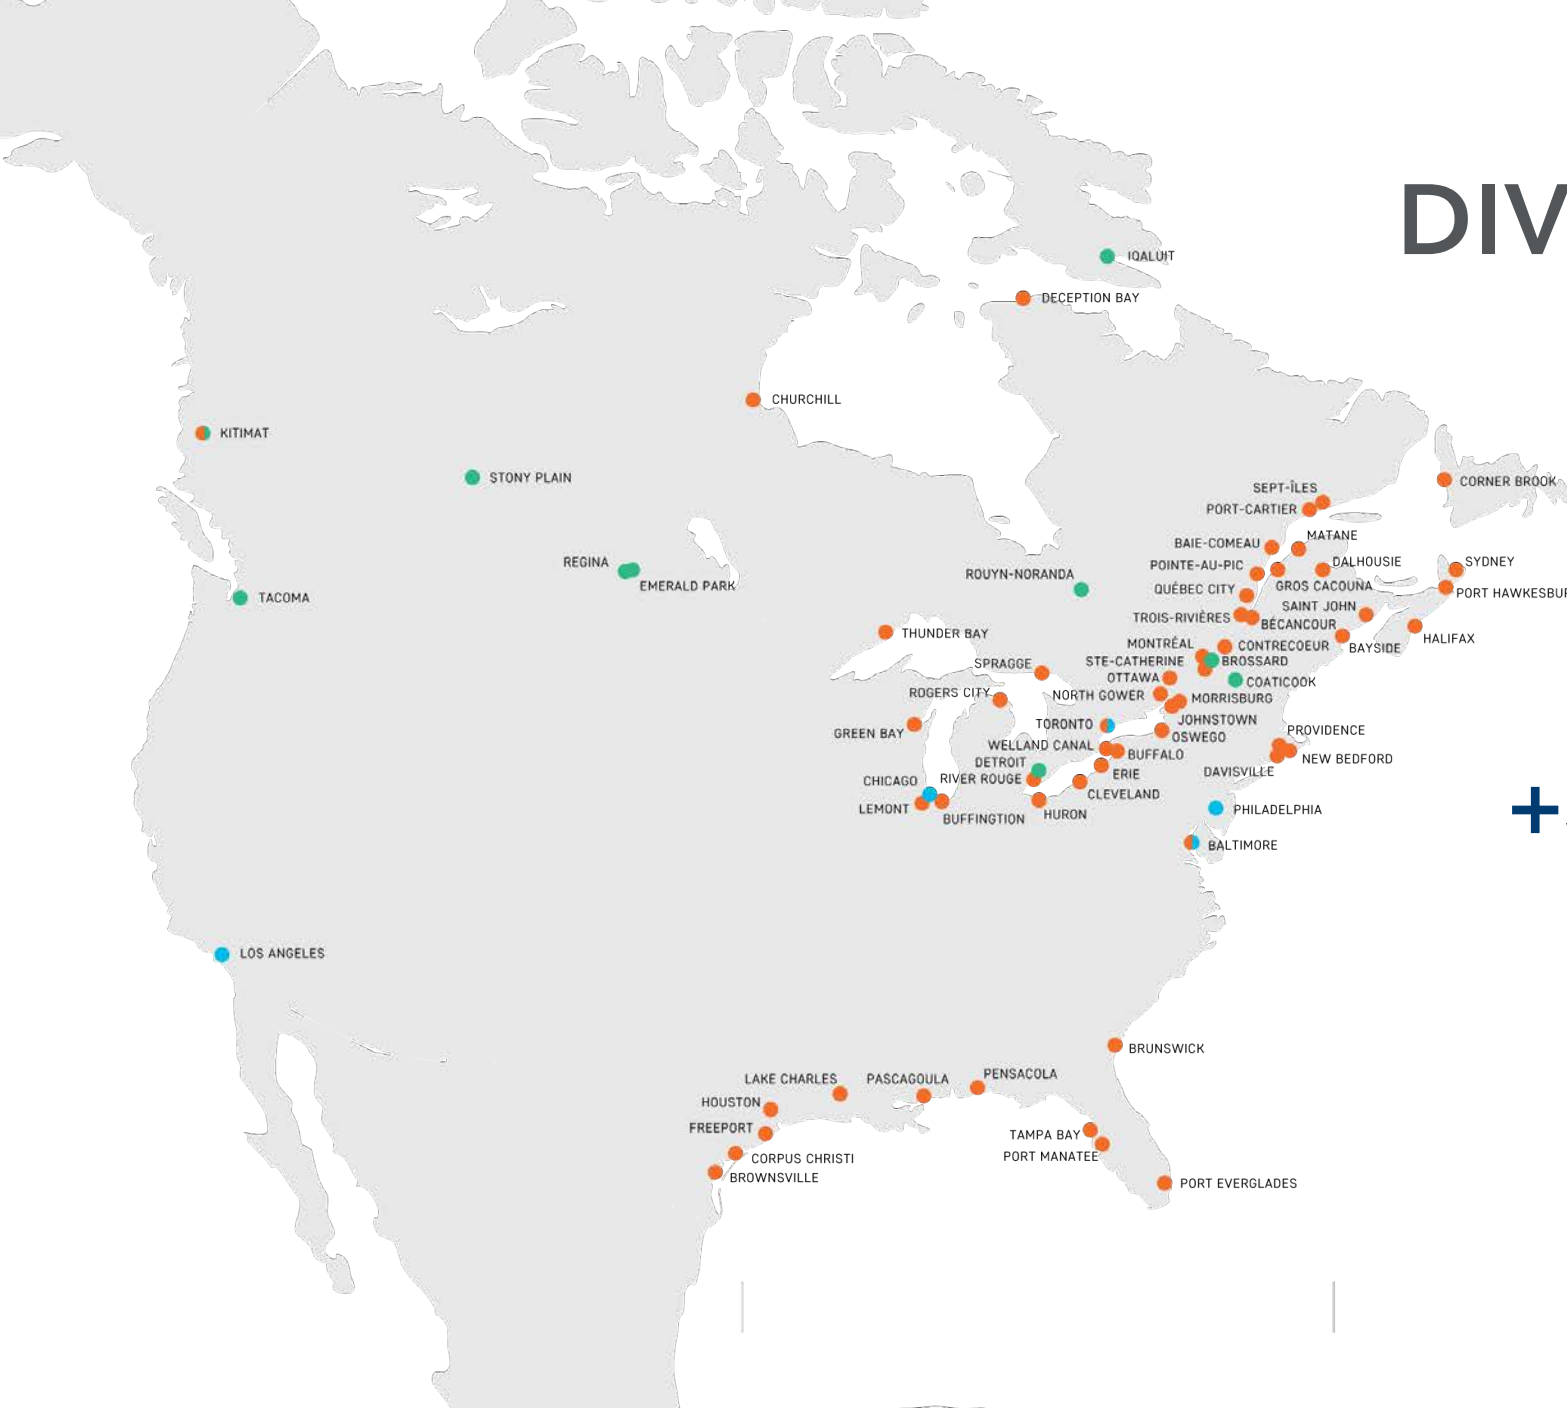 DIV
IQALUIT
DECEPTION BAY
CHURCHILL
KITIMAT
STONY PLAIN
CORNER BROOK
SEPT-ÎLES
PORT-CARTIER
MATANE
BAIE-COMEAU
REGINA
DALHOUSIE
SYDNEY
POINTE-AU-PIC
ROUYN-NORANDA
EMERALD PARK
GROS CACOUNA
QUÉBEC CITY
PORT HAWKESBUR
TACOMA
SAINT JOHN
TROIS-RIVIÈRES
BÉCANCOUR
THUNDER BAY
HALIFAX
MONTRÉAL
CONTRECOEUR
BAYSIDE
STE-CATHERINE
BROSSARD
SPRAGGE
OTTAWA
COATICOOK
ROGERS CITY
NORTH GOWER
MORRISBURG
JOHNSTOWN
TORONTO
GREEN BAY
PROVIDENCE
OSWEGO
WELLAND CANAL
BUFFALO
NEW BEDFORD
DETROIT
DAVISVILLE
ERIE
CHICAGO
RIVER ROUGE
CLEVELAND
LEMONT
PHILADELPHIA
+
HURON
BUFFINGTION
BALTIMORE
LOS ANGELES
BRUNSWICK
PENSACOLA
LAKE CHARLES
PASCAGOULA
HOUSTON
FREEPORT
TAMPA BAY
PORT MANATEE
CORPUS CHRISTI
BROWNSVILLE
PORT EVERGLADES